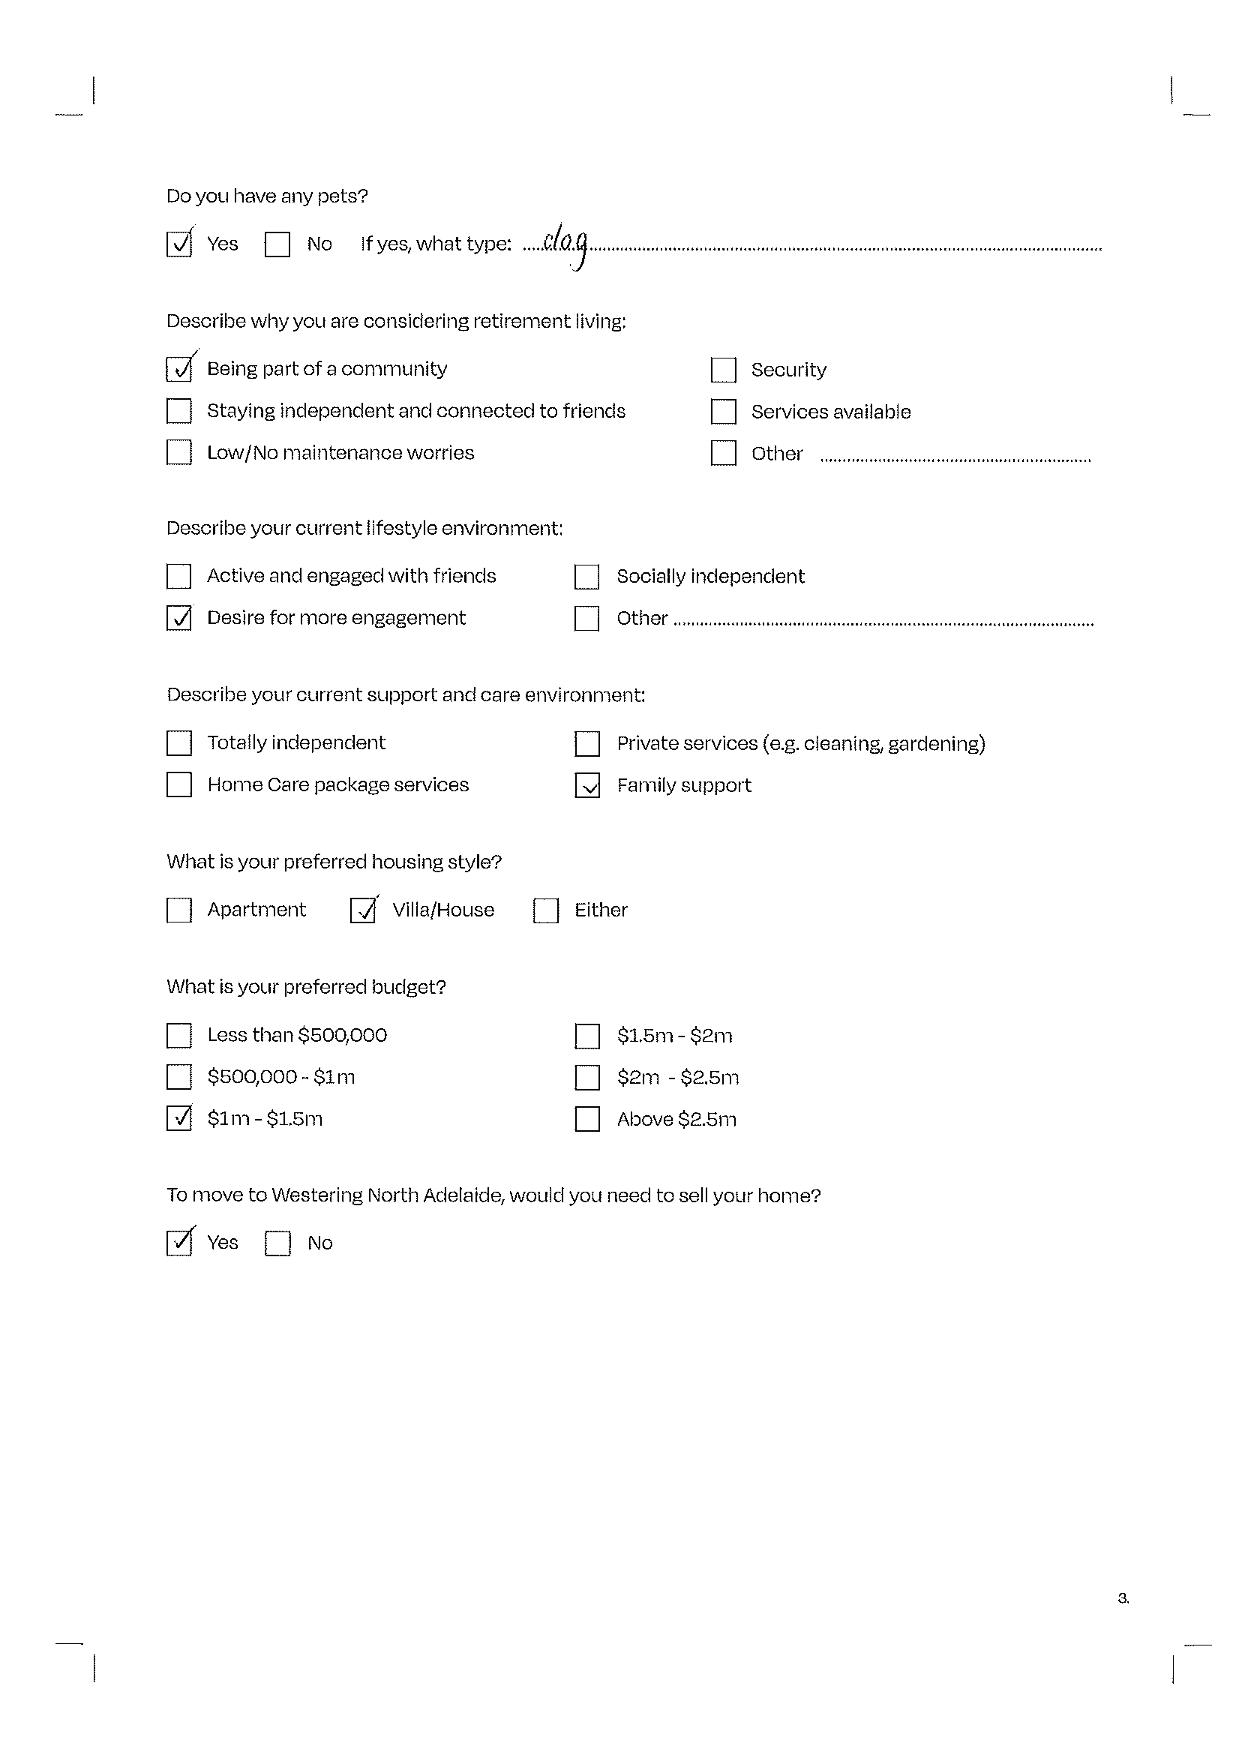 Do you have any pets?
☑ Yes ☐ No If yes, what type: .....dog..........
Describe why you are considering retirement living:
☑ Being part of a community ☐ Security
☐ Staying independent and connected to friends ☐ Services available
☐ Low/No maintenance worries ☐ Other ..........
Describe your current lifestyle environment:
☐ Active and engaged with friends ☐ Socially independent
☑ Desire for more engagement ☐ Other ..........
Describe your current support and care environment:
☐ Totally independent ☐ Private services (e.g. cleaning, gardening)
☐ Home Care package services ☑ Family support
What is your preferred housing style?
☐ Apartment ☑ Villa/House ☐ Either
What is your preferred budget?
☐ Less than $500,000 ☐ $1.5m - $2m
☐ $500,000 - $1m ☐ $2m - $2.5m
☑ $1m - $1.5m ☐ Above $2.5m
To move to Westering North Adelaide, would you need to sell your home?
☑ Yes ☐ No
3.